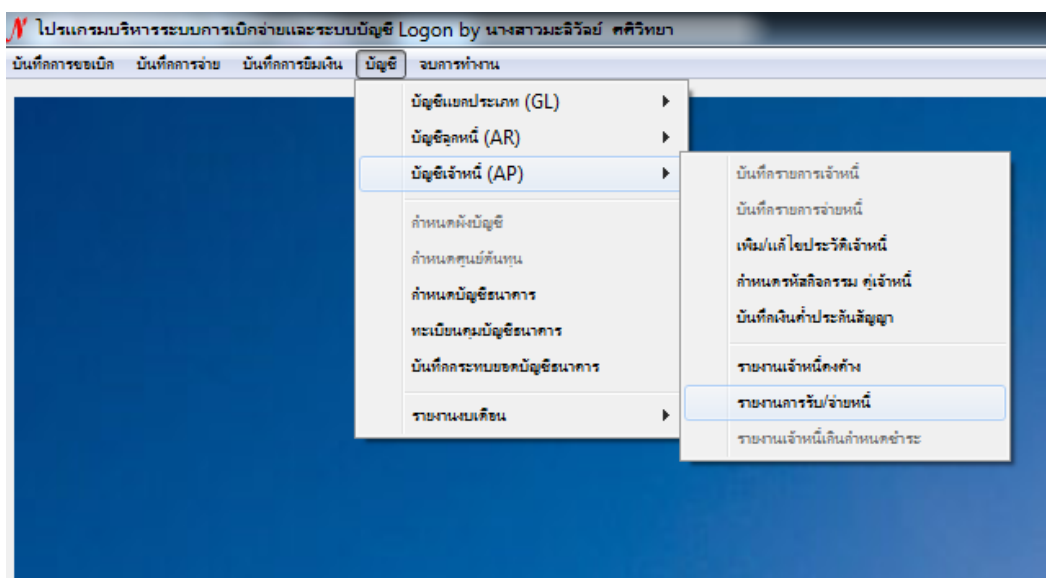 N โปรแกรมบริหารระบบการเบิกจ่ายและระบบบัญชี Logon by นางสาวมะลิวัลย์ ศศิวิทยา
บันทึกการขอเบิก บันทึกการจ่าย บันทึกการยืมเงิน บัญชี จบการทำงาน
บัญชีแยกประเภท (GL)
บัญชีลูกหนี้ (AR)
บัญชีเจ้าหนี้ (AP)
กำหนดผังบัญชี
กำหนดศูนย์ต้นทุน
กำหนดบัญชีธนาคาร
ทะเบียนคุมบัญชีธนาคาร
บันทึกกระทบยอดบัญชีธนาคาร
รายงานงบเดือน
บันทึกรายการเจ้าหนี้
บันทึกรายการจ่ายหนี้
เพิ่ม/แก้ไขประวัติเจ้าหนี้
กำหนดรหัสกิจกรรม คู่เจ้าหนี้
บันทึกเงินค้ำประกันสัญญา
รายงานเจ้าหนี้คงค้าง
รายงานการรับ/จ่ายหนี้
รายงานเจ้าหนี้เกินกำหนดชำระ